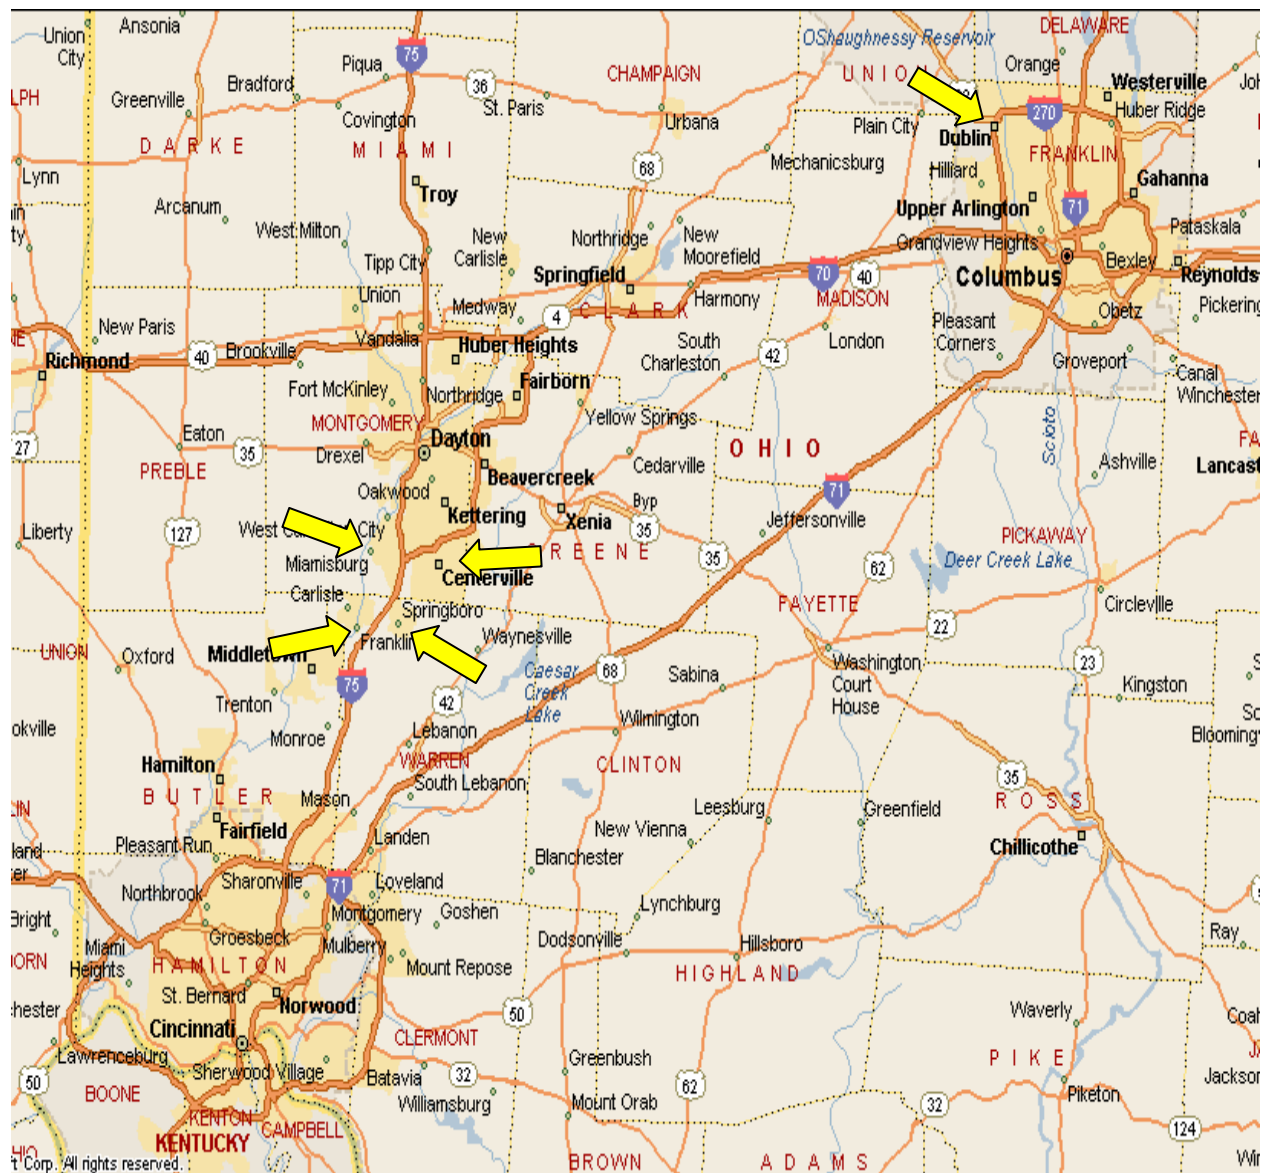 Ansonia
DELAWARE
Union
City
75
OShaughnessy Reservoir
Orange
Piqua
Bradford
36
CHAMPAIGN
Westerville
St. Paris
Greenville
Covington
Urbana
Plain City
270
Huber Ridge
Dublin
DARKE
MIAMI
FRANKLIN
Mechanicsburg
Lynn
68
Hilliard
Gahanna
Troy
Arcanum
Upper Arlington
71
West Milton
New
Carlisle
Northridge
New
Moorefield
Grandview Heights
Pataskala
Tipp City
Springfield
70
40
Columbus
Bexley
Reynolds
Union
Medway
Harmony
MADISON
Pickering
4
CLARK
Obetz
New Paris
Vandalia
Pleasant
Corners
Richmond
40
Brookville
Huber Heights
South
Charleston
42
London
Groveport
Canal
Winchester
Fort McKinley
Northridge
Fairborn
MONTGOMERY
Yellow Springs
Scioto
27
Eaton
35
Drexel
Dayton
OHIO
PREBLE
Beavercreek
Cedarville
Ashville
Lancast
Oakwood
71
Liberty
127
Kettering
Xenia
Byp
35
Jeffersonville
PICKAWAY
Miamisburg
GREENE
35
Deer Creek Lake
Centerville
62
Carlisle
Springboro
FAYETTE
Circleville
22
Franklin
Waynesville
UNION
Oxford
Middletown
68
Washington
Court
House
23
75
Caesar
Creek
Lake
Sabina
Kingston
Trenton
42
okville
Monroe
Lebanon
Wilmington
Blooming
Hamilton
WARREN
CLINTON
BUTLER
Mason
South Lebanon
35
ROSS
Fairfield
Leesburg
Greenfield
Pleasant Run
Landen
New Vienna
Chillicothe
Blanchester
Northbrook
Sharonville
71
Loveland
Bright
Montgomery
Goshen
Lynchburg
Miami
Heights
Groesbeck
Mulberry
Dodsonville
Hillsboro
Ray
HAMILTON
Mount Repose
HIGHLAND
St. Bernard
Norwood
50
Waverly
Cincinnati
CLERMONT
Lawrenceburg
Greenbush
PIKE
50
BOONE
Sherwood Village
Batavia
32
62
Jackson
Williamsburg
Mount Orab
32
Piketon
KENTON
CAMPBELL
124
KENTUCKY
t Corp. All rights reserved.
BROWN
ADAMS